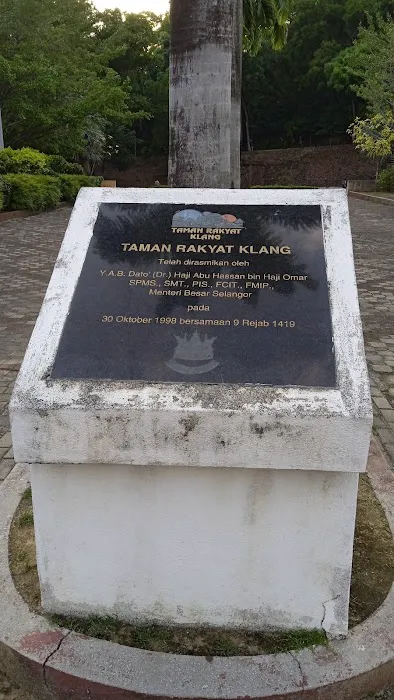 TAMAN RAKYAT
KLANG
TAMAN RAKYAT KLANG
Telah dirasmikan oleh
Y.A.B. Dato' (Dr.) Haji Abu Hassan bin Haji Omar
SPMS., SMT., PIS., FCIT., FMIP.,
Menteri Besar Selangor
pada
30 Oktober 1998 bersamaan 9 Rejab 1419